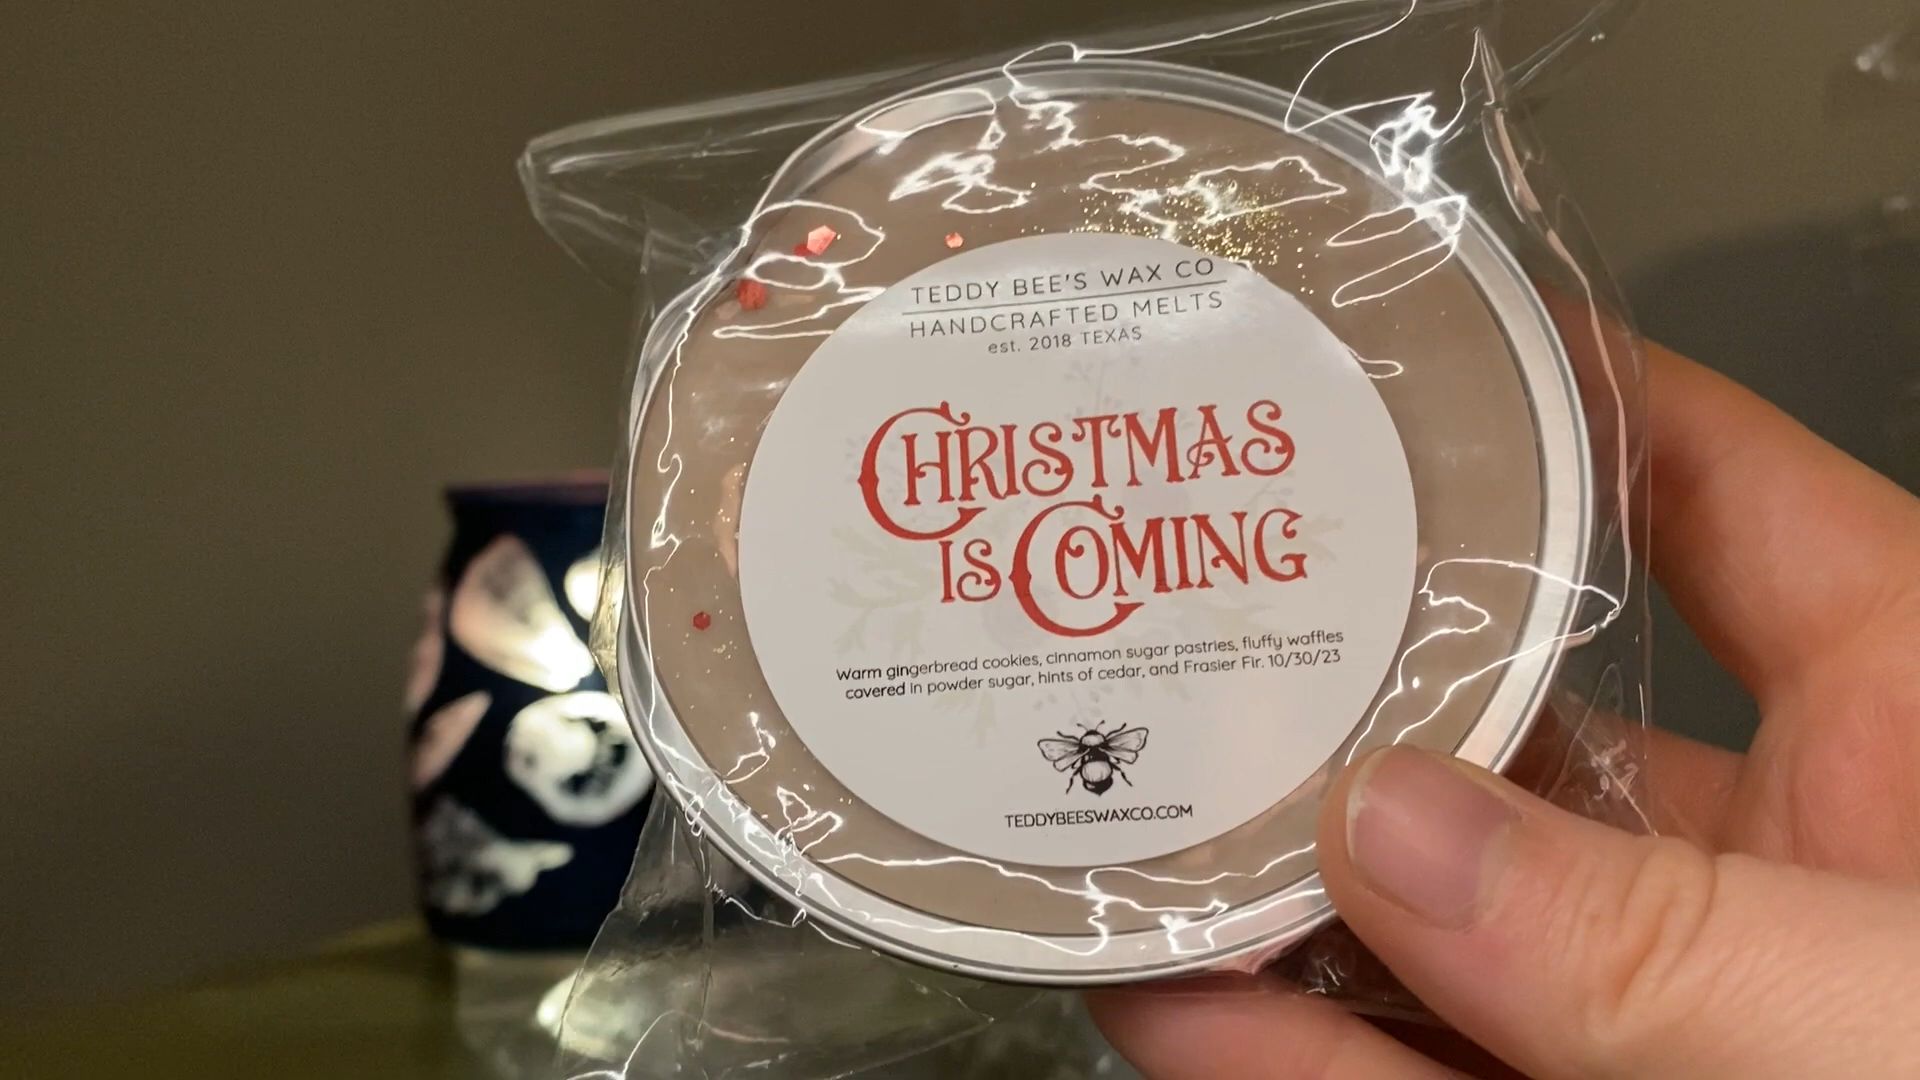 TEDDY BEE'S WAX CO
HANDCRAFTED MELTS
est. 2018 TEXAS
CHRISTMAS
IS COMING
Warm gingerbread cookies, cinnamon sugar pastries, fluffy waffles
covered in powder sugar, hints of cedar, and Frasier Fir. 10/30/23
TEDDYBEESWAXCO.COM